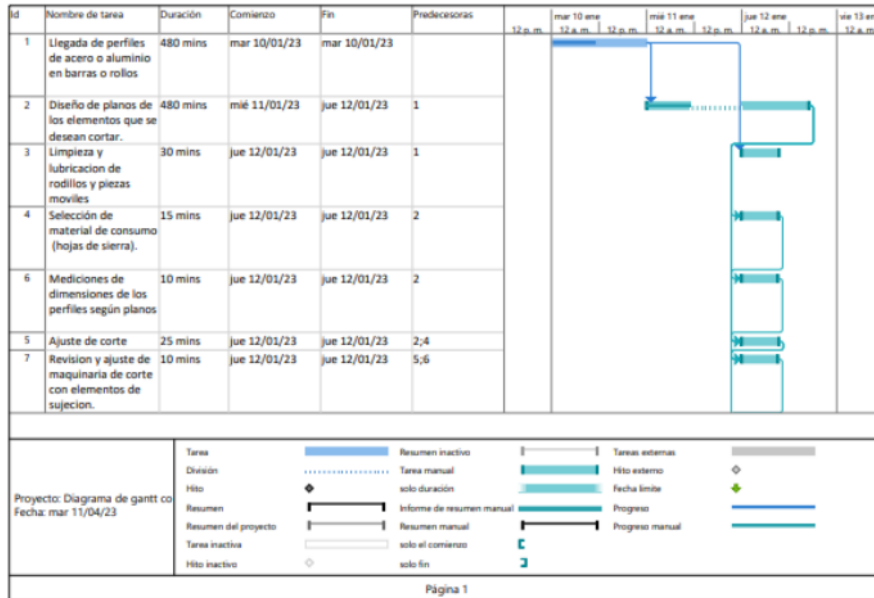 Id Nombre de tarea Duración Comienzo Fin Predecesoras
mar 10 ene mié 11 ene jue 12 ene vie 13 en
12 p. m. 12 a. m. 12 p. m. 12 a. m. 12 p. m. 12 a. m. 12 p. m. 12 a. m
1 Llegada de perfiles 480 mins mar 10/01/23 mar 10/01/23
de acero o aluminio
en barras o rollos
2 Diseño de planos de 480 mins mié 11/01/23 jue 12/01/23 1
los elementos que se
desean cortar.
3 Limpieza y 30 mins jue 12/01/23 jue 12/01/23 1
lubricacion de
rodillos y piezas
moviles
4 Selección de 15 mins jue 12/01/23 jue 12/01/23 2
material de consumo
(hojas de sierra).
6 Mediciones de 10 mins jue 12/01/23 jue 12/01/23 2
dimensiones de los
perfiles según planos
5 Ajuste de corte 25 mins jue 12/01/23 jue 12/01/23 2;4
7 Revision y ajuste de 10 mins jue 12/01/23 jue 12/01/23 5;6
maquinaria de corte
con elementos de
sujecion.
Proyecto: Diagrama de gantt co
Fecha: mar 11/04/23
Tarea Resumen inactivo Tareas externas
División Tarea manual Hito externo
Hito solo duración Fecha límite
Resumen Informe de resumen manual Progreso
Resumen del proyecto Resumen manual Progreso manual
Tarea inactiva solo el comienzo
Hito inactivo solo fin
Página 1